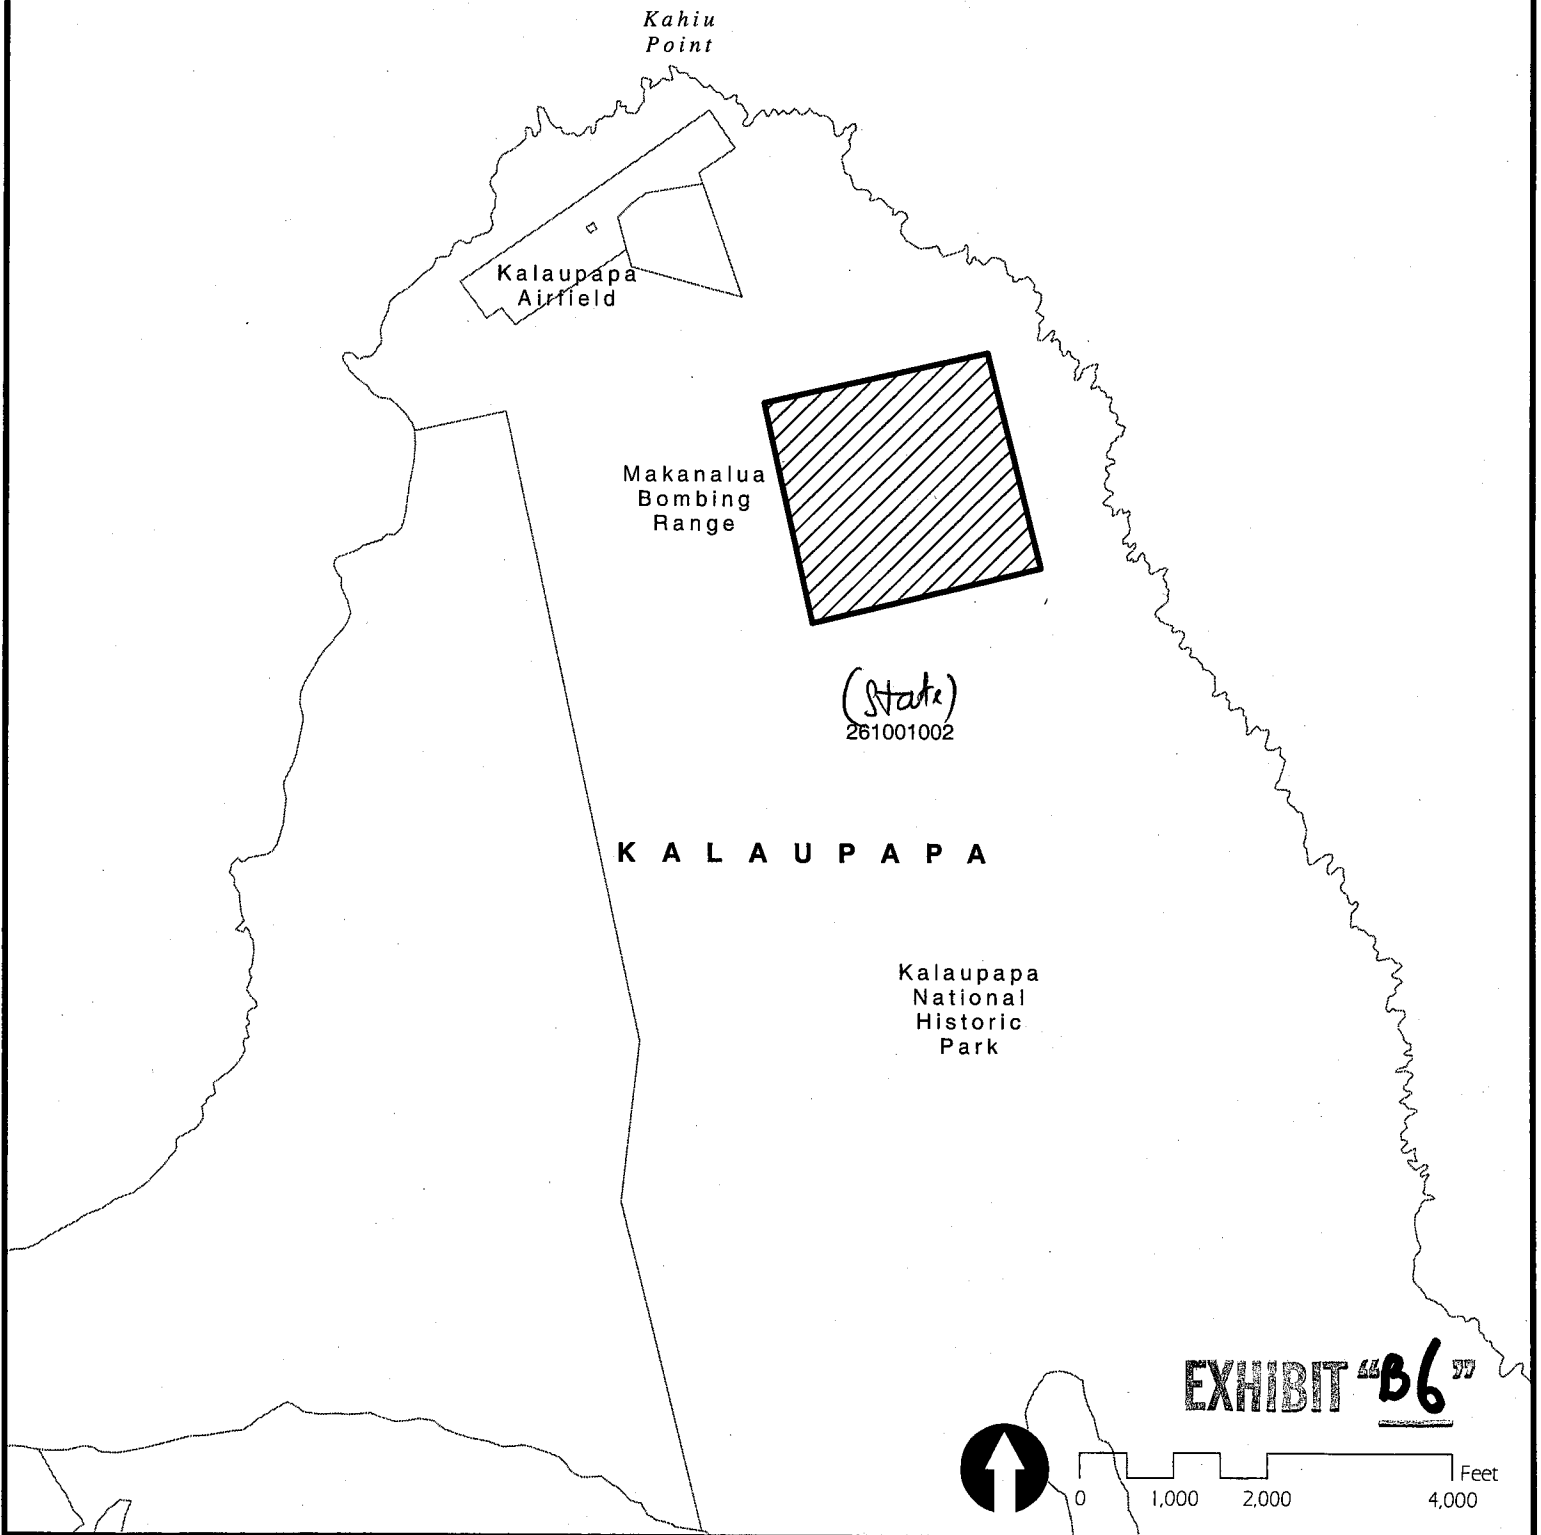 Kahiu
Point
Kalaupapa
Airfield
Makanalua
Bombing
Range
(State)
261001002
KALAUPAPA
Kalaupapa
National
Historic
Park
EXHIBIT “B6”
Feet
0 1,000 2,000 4,000